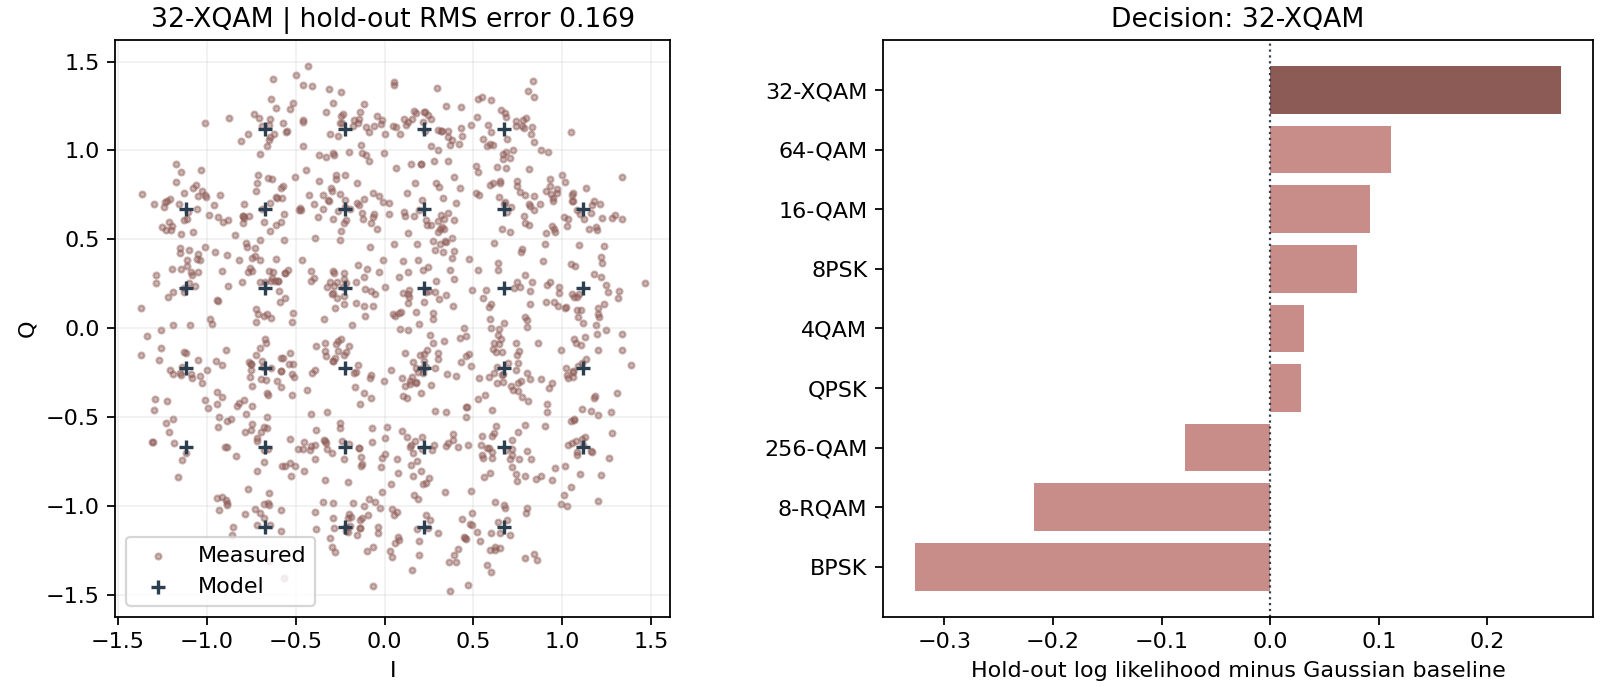 32-XQAM | hold-out RMS error 0.169
1.5
1.0
0.5
0.0
−0.5
−1.0
−1.5
Q
Measured
Model
−1.5
−1.0
−0.5
0.0
0.5
1.0
1.5
I
Decision: 32-XQAM
32-XQAM
64-QAM
16-QAM
8PSK
4QAM
QPSK
256-QAM
8-RQAM
BPSK
−0.3
−0.2
−0.1
0.0
0.1
0.2
Hold-out log likelihood minus Gaussian baseline